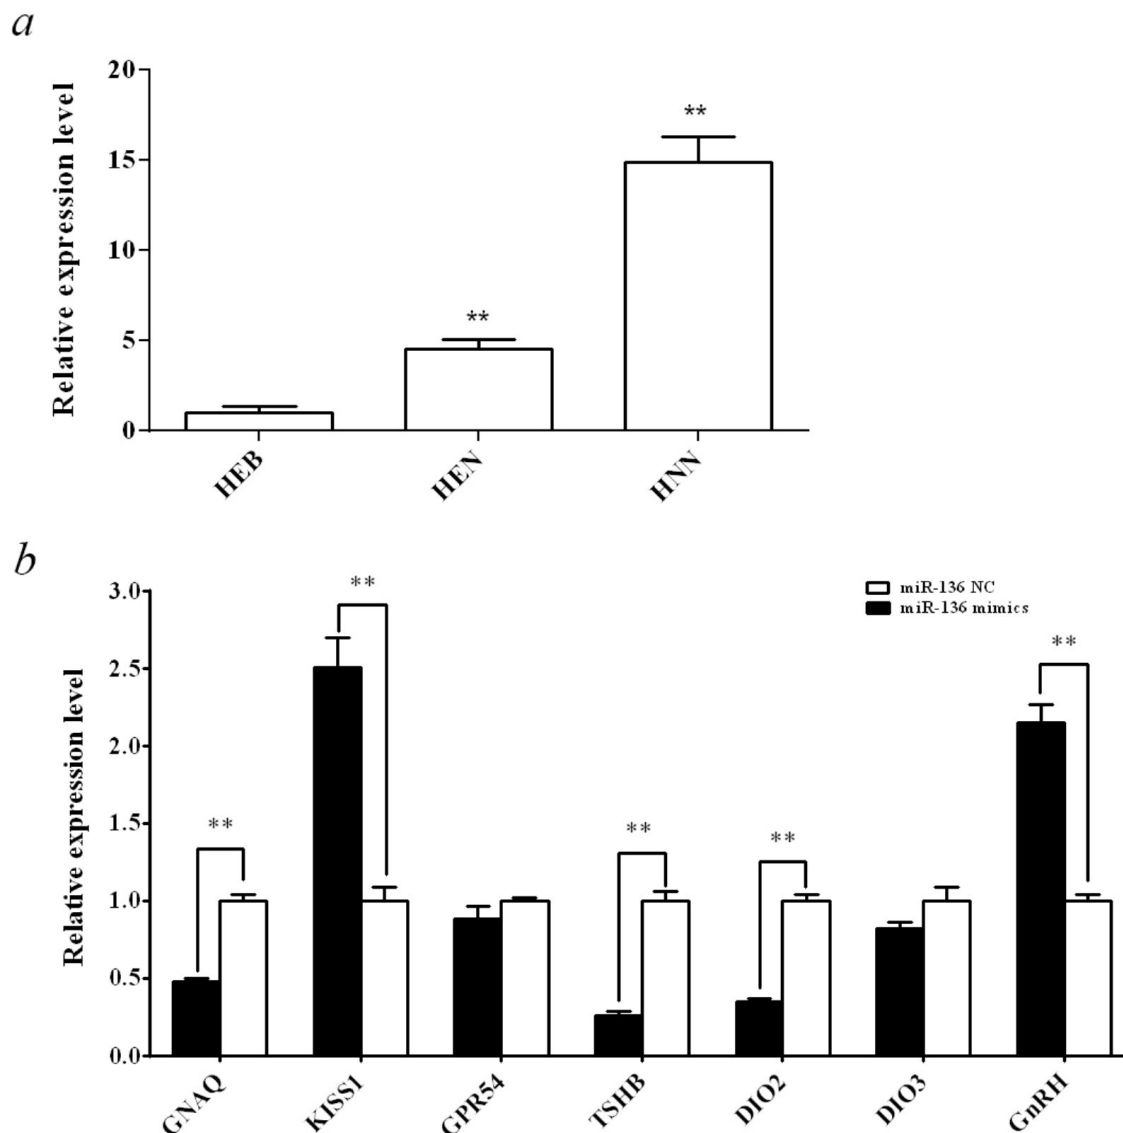 a
Relative expression level
20
15
10
5
0
**
**
HEB
HEN
HNN
b
Relative expression level
3.0
2.5
2.0
1.5
1.0
0.5
0.0
miR-136 NC
miR-136 mimics
**
**
**
**
**
GNAQ
KISS1
GPR54
TSHB
DIO2
DIO3
GnRH